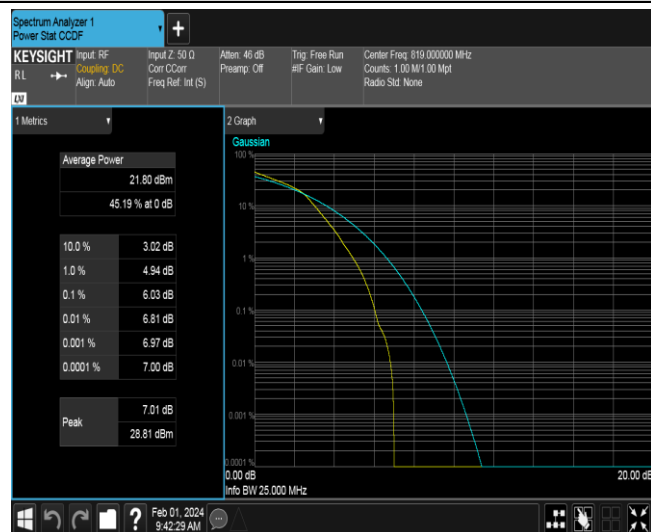 Spectrum Analyzer 1
Power Stat CCDF
+
KEYSIGHT
RL
LXI
Input: RF
Coupling: DC
Align: Auto
Input Z: 50 Ω
Corr CCorr
Freq Ref: Int (S)
Atten: 46 dB
Preamp: Off
Trig: Free Run
#IF Gain: Low
Center Freq: 819.000000 MHz
Counts: 1.00 M/1.00 Mpt
Radio Std: None
1 Metrics
Average Power
21.80 dBm
45.19 % at 0 dB
10.0 % 3.02 dB
1.0 % 4.94 dB
0.1 % 6.03 dB
0.01 % 6.81 dB
0.001 % 6.97 dB
0.0001 % 7.00 dB
Peak
7.01 dB
28.81 dBm
2 Graph
Gaussian
100 %
10 %
1 %
0.1 %
0.01 %
0.001 %
0.0001 %
0.00 dB
20.00 dB
Info BW 25.000 MHz
?
Feb 01, 2024
9:42:29 AM